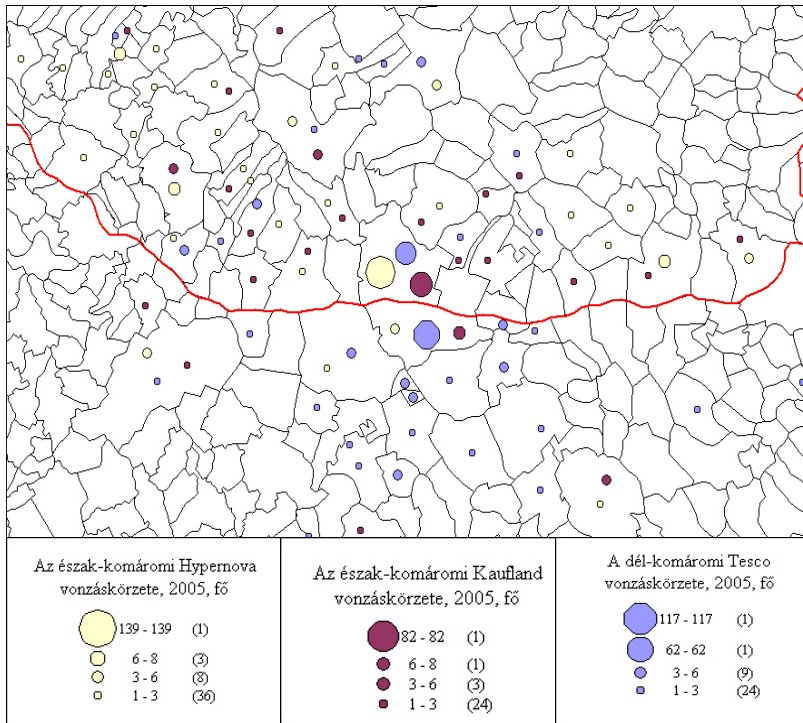 Az észak-komáromi Hypernova
vonzáskörzete, 2005, fő
139 - 139 (1)
6 - 8 (3)
3 - 6 (8)
1 - 3 (36)
Az észak-komáromi Kaufland
vonzáskörzete, 2005, fő
82 - 82 (1)
6 - 8 (1)
3 - 6 (3)
1 - 3 (24)
A dél-komáromi Tesco
vonzáskörzete, 2005, fő
117 - 117 (1)
62 - 62 (1)
3 - 6 (9)
1 - 3 (24)